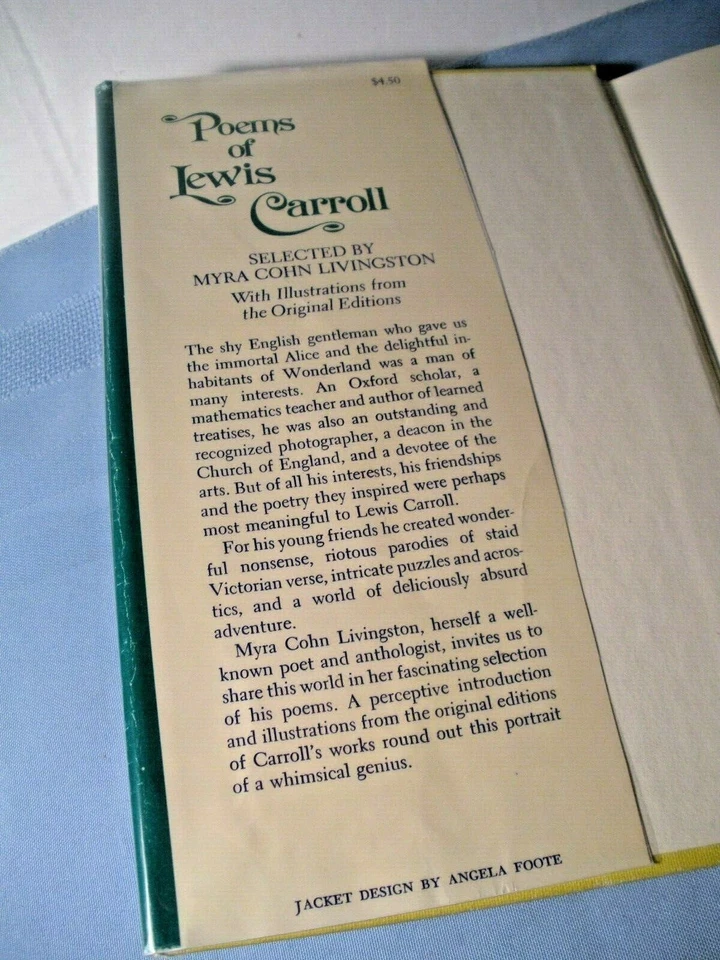 $4.50
Poems
of
Lewis
Carroll
SELECTED BY
MYRA COHN LIVINGSTON
With Illustrations from
the Original Editions
The shy English gentleman who gave us
the immortal Alice and the delightful in-
habitants of Wonderland was a man of
many interests. An Oxford scholar, a
mathematics teacher and author of learned
treatises, he was also an outstanding and
recognized photographer, a deacon in the
Church of England, and a devotee of the
arts. But of all his interests, his friendships
and the poetry they inspired were perhaps
most meaningful to Lewis Carroll.
For his young friends he created wonder-
ful nonsense, riotous parodies of staid
Victorian verse, intricate puzzles and acros-
tics, and a world of deliciously absurd
adventure.
Myra Cohn Livingston, herself a well-
known poet and anthologist, invites us to
share this world in her fascinating selection
of his poems. A perceptive introduction
and illustrations from the original editions
of Carroll's works round out this portrait
of a whimsical genius.
JACKET DESIGN BY ANGELA FOOTE